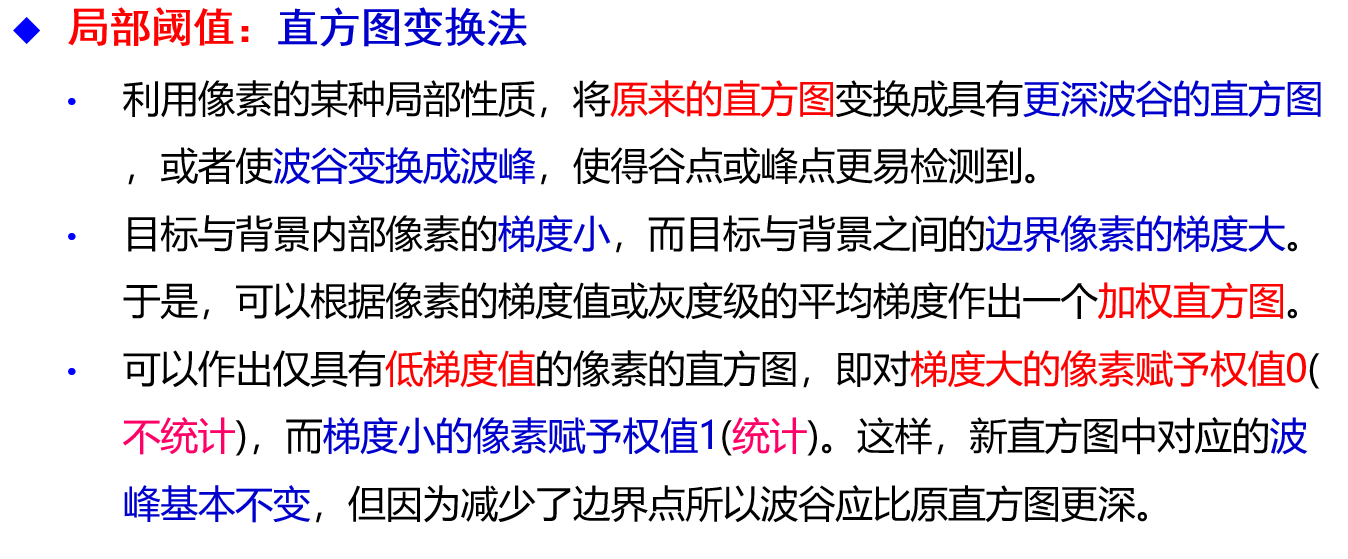 ◆ 局部阈值：直方图变换法
• 利用像素的某种局部性质，将原来的直方图变换成具有更深波谷的直方图
，或者使波谷变换成波峰，使得谷点或峰点更易检测到。
• 目标与背景内部像素的梯度小，而目标与背景之间的边界像素的梯度大。
于是，可以根据像素的梯度值或灰度级的平均梯度作出一个加权直方图。
• 可以作出仅具有低梯度值的像素的直方图，即对梯度大的像素赋予权值0(
不统计)，而梯度小的像素赋予权值1(统计)。这样，新直方图中对应的波
峰基本不变，但因为减少了边界点所以波谷应比原直方图更深。